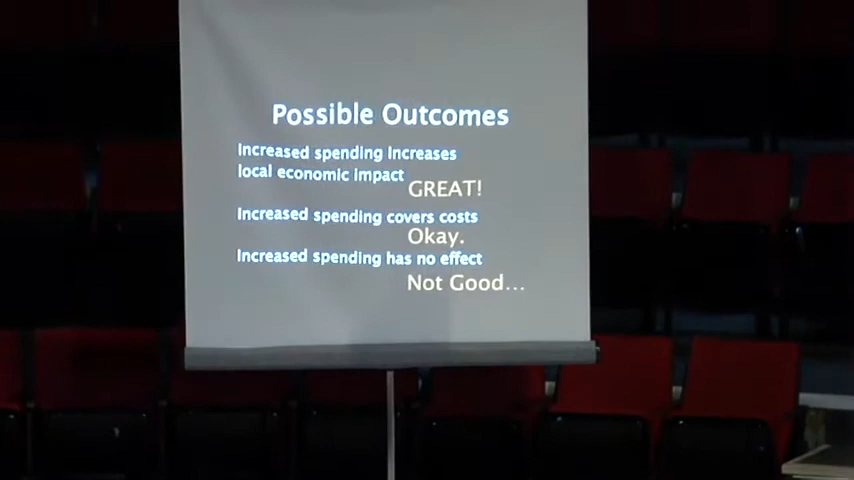 Possible Outcomes
Increased spending Increases
local economic impact
GREAT!
Increased spending covers costs
Okay.
Increased spending has no effect
Not Good...